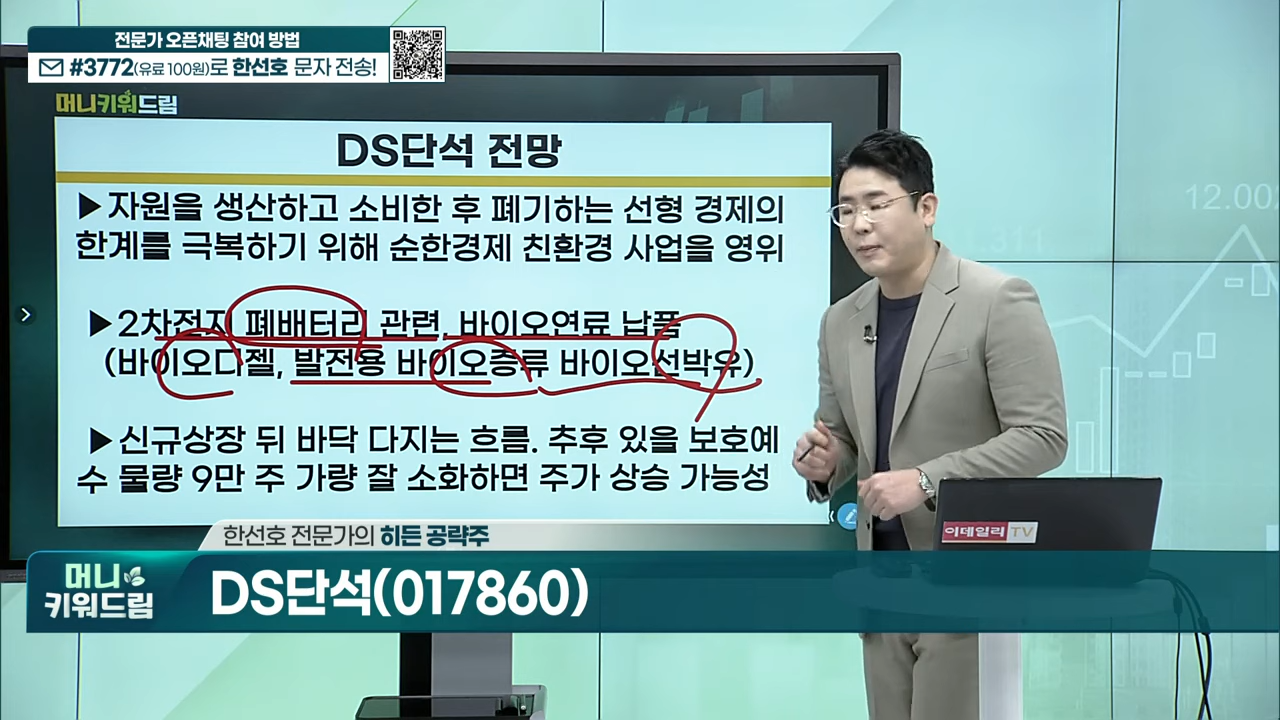 전문가 오픈채팅 참여 방법
#3772(유료 100원)로 한선호 문자 전송!
머니키워드림
DS단석 전망
▶자원을 생산하고 소비한 후 폐기하는 선형 경제의
한계를 극복하기 위해 순한경제 친환경 사업을 영위
▶2차전지 폐배터리 관련, 바이오연료 납품
(바이오디젤, 발전용 바이오중류 바이오선박유)
▶신규상장 뒤 바닥 다지는 흐름. 추후 있을 보호예
수 물량 9만 주 가량 잘 소화하면 주가 상승 가능성
12.00
.311
이데일리TV
한선호 전문가의 히든 공략주
머니
키워드림
DS단석(017860)